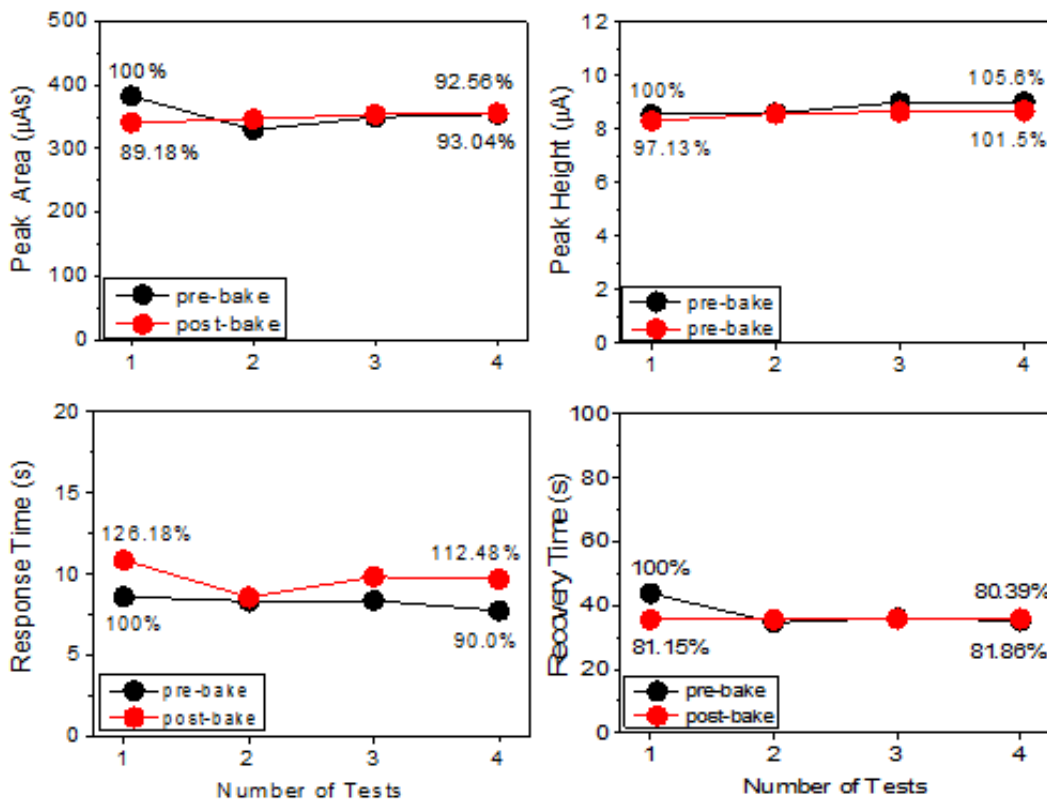 500
400
300
200
100
0
Peak Area (µAs)
100%
89.18%
92.56%
93.04%
pre-bake
post-bake
1 2 3 4
12
10
8
6
4
2
0
Peak Height (µA)
100%
97.13%
105.6%
101.5%
pre-bake
pre-bake
1 2 3 4
20
15
10
5
0
Response Time (s)
126.18%
100%
112.48%
90.0%
pre-bake
post-bake
1 2 3 4
Number of Tests
100
80
60
40
20
0
Recovery Time (s)
100%
81.15%
80.39%
81.86%
pre-bake
post-bake
1 2 3 4
Number of Tests